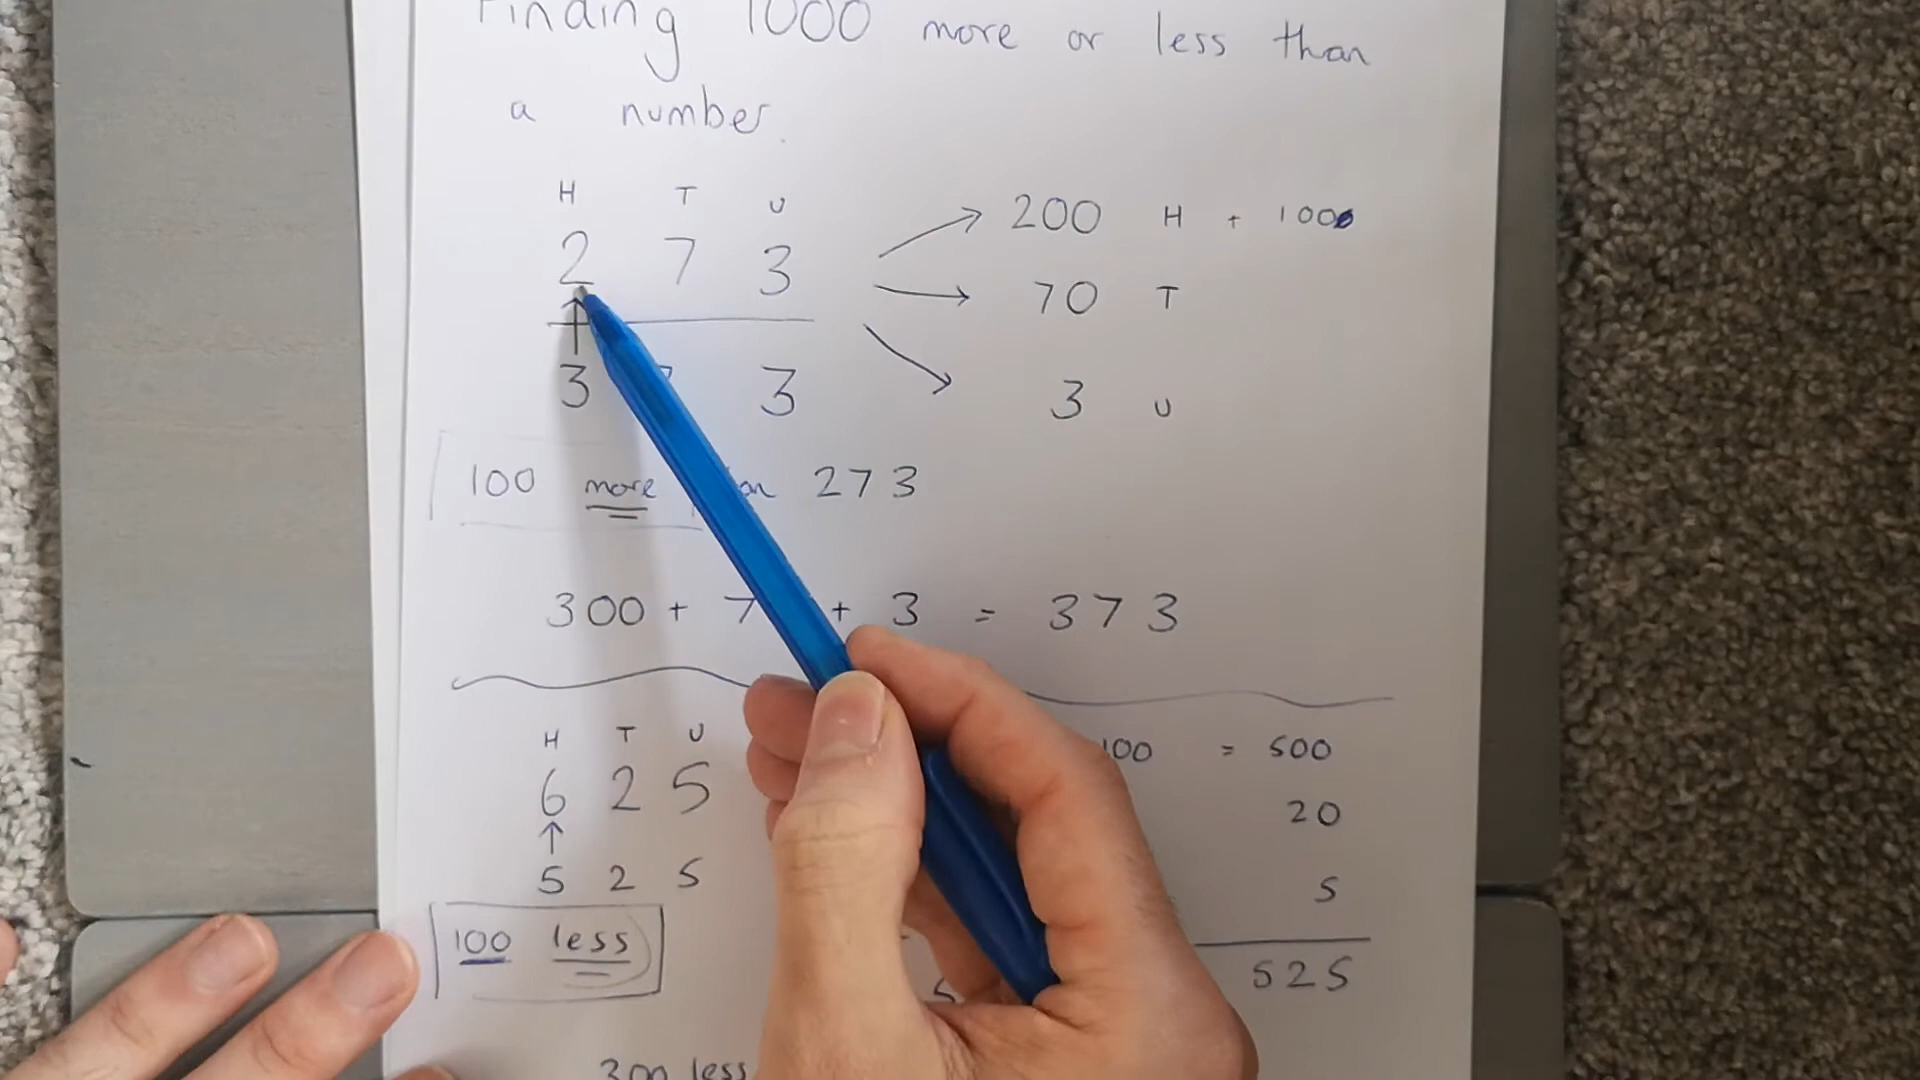 Finding 1000 more or less than
a number.
H T U
2 7 3
200 H + 1000
70 T
3 U
3 3
100 more 273
300 + 7 + 3 = 373
H T U
6 2 5
5 2 5
100 less
100 = 500
20
5
525
300 less